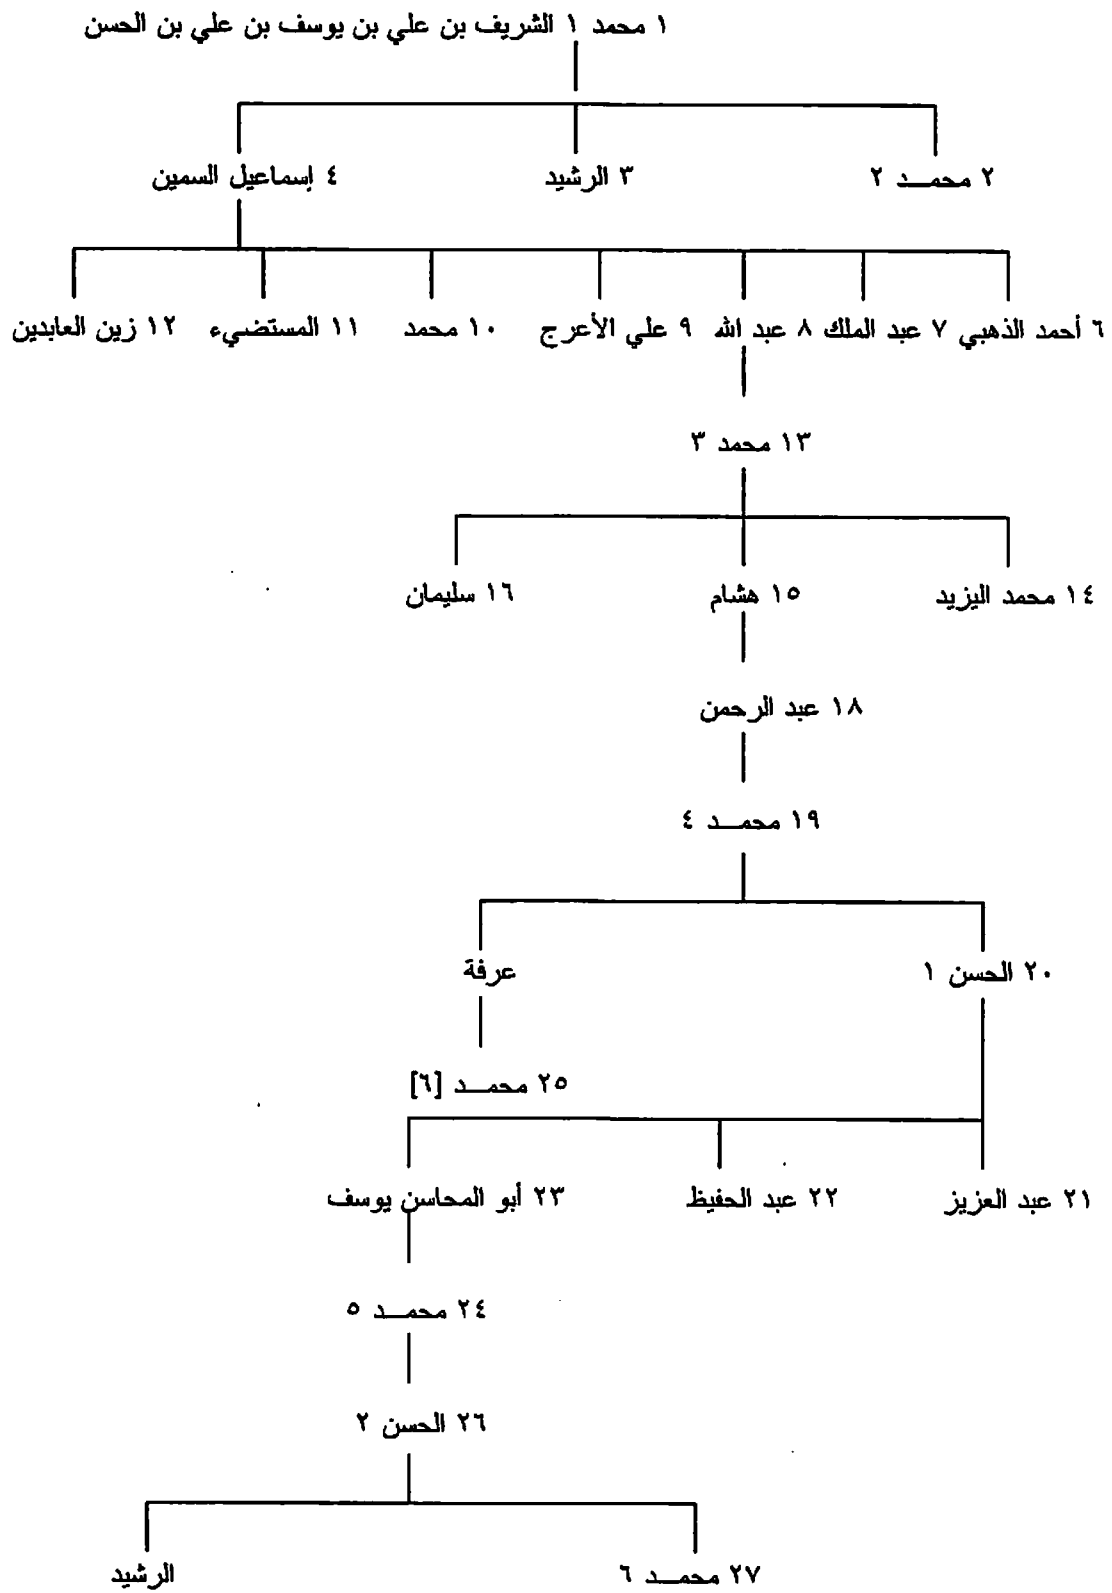 ١ محمد ١ الشريف بن علي بن يوسف بن علي بن الحسن
٢ محمـــد ٢ ٣ الرشيد ٤ إسماعيل السمين
٦ أحمد الذهبي ٧ عبد الملك ٨ عبد الله ٩ علي الأعرج ١٠ محمد ١١ المستضيء ١٢ زين العابدين
١٣ محمد ٣
١٤ محمد اليزيد ١٥ هشام ١٦ سليمان
١٨ عبد الرحمن
١٩ محمـــد ٤
٢٠ الحسن ١ عرفة
٢٥ محمـــد [٦]
٢١ عبد العزيز ٢٢ عبد الحفيظ ٢٣ أبو المحاسن يوسف
٢٤ محمـــد ٥
٢٦ الحسن ٢
٢٧ محمـــد ٦ الرشيد